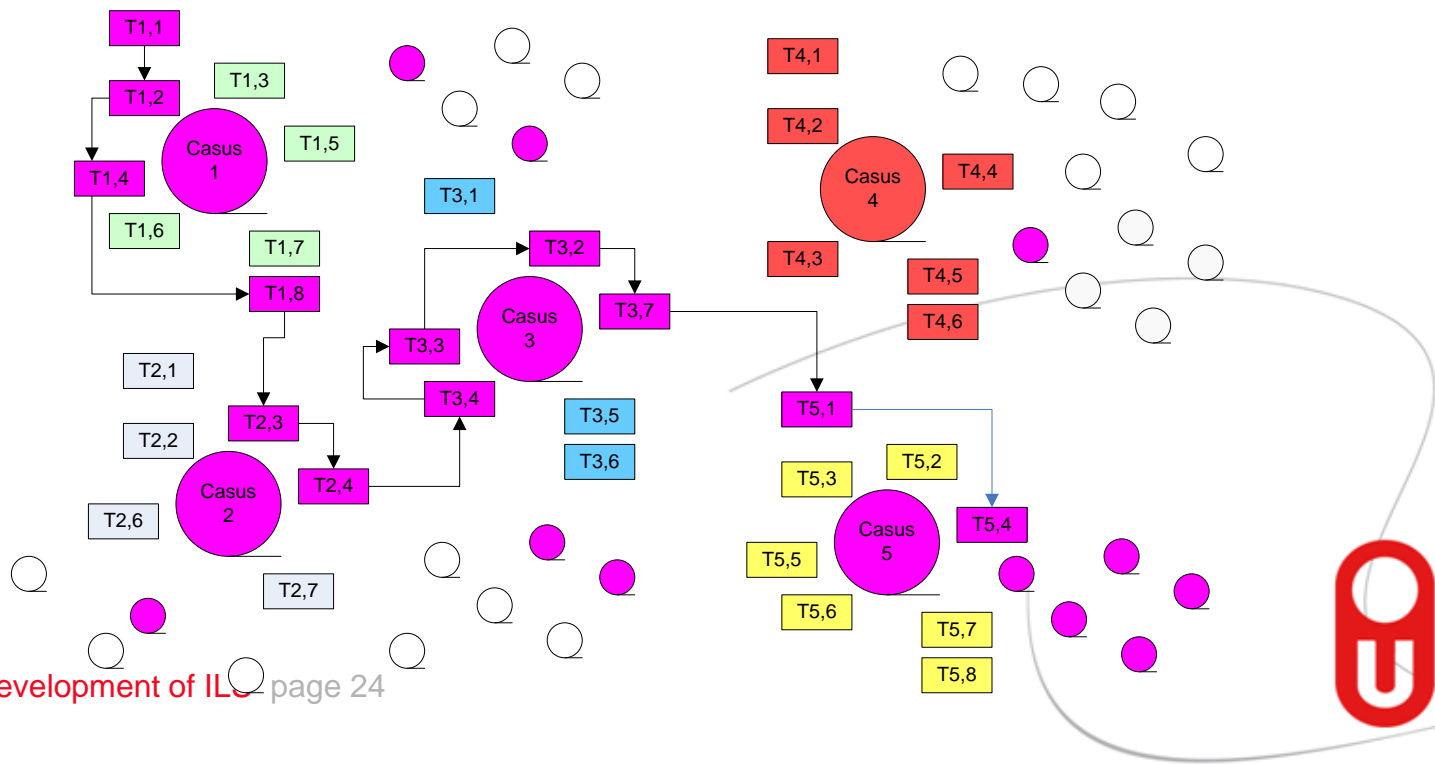 T1,1
T1,2
T1,3
T1,4
Casus
1
T1,5
T1,6
T1,7
T1,8
T2,1
T2,2
T2,3
T2,4
Casus
2
T2,6
T2,7
T3,1
T3,2
T3,3
Casus
3
T3,7
T3,4
T3,5
T3,6
T4,1
T4,2
Casus
4
T4,4
T4,3
T4,5
T4,6
T5,1
T5,2
T5,3
T5,4
Casus
5
T5,5
T5,6
T5,7
T5,8
evelopment of page 24
U